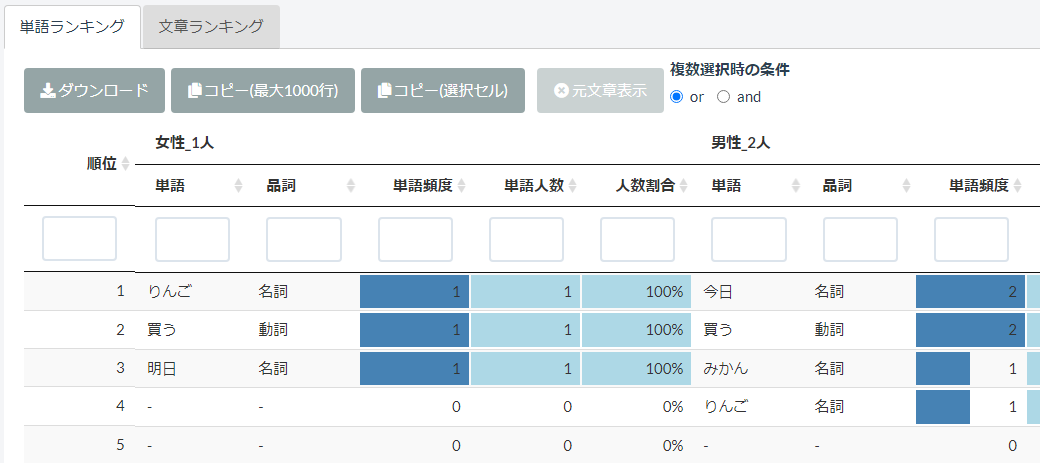 単語ランキング 文章ランキング
複数選択時の条件
ダウンロード コピー(最大1000行) コピー(選択セル) 元文章表示
or and
女性_1人 男性_2人
順位
単語 品詞 単語頻度 単語人数 人数割合 単語 品詞 単語頻度
1 りんご 名詞 1 1 100% 今日 名詞 2
2 買う 動詞 1 1 100% 買う 動詞 2
3 明日 名詞 1 1 100% みかん 名詞 1
4 - - 0 0 0% りんご 名詞 1
5 - - 0 0 0% - - 0